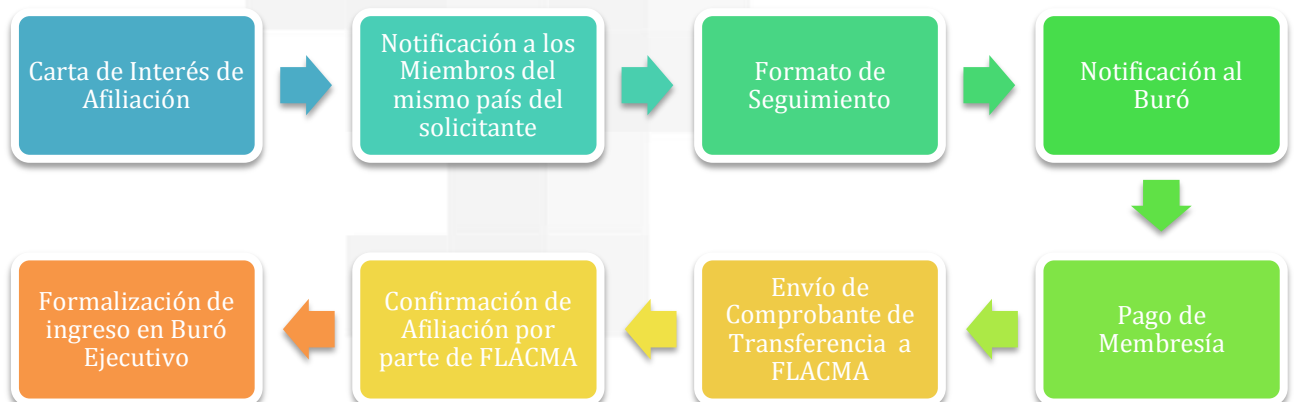 Carta de Interés de
Afiliación
Notificación a los
Miembros del
mismo país del
solicitante
Formato de
Seguimiento
Notificación al
Buró
Pago de
Membresía
Envío de
Comprobante de
Transferencia a
FLACMA
Confirmación de
Afiliación por
parte de FLACMA
Formalización de
ingreso en Buró
Ejecutivo